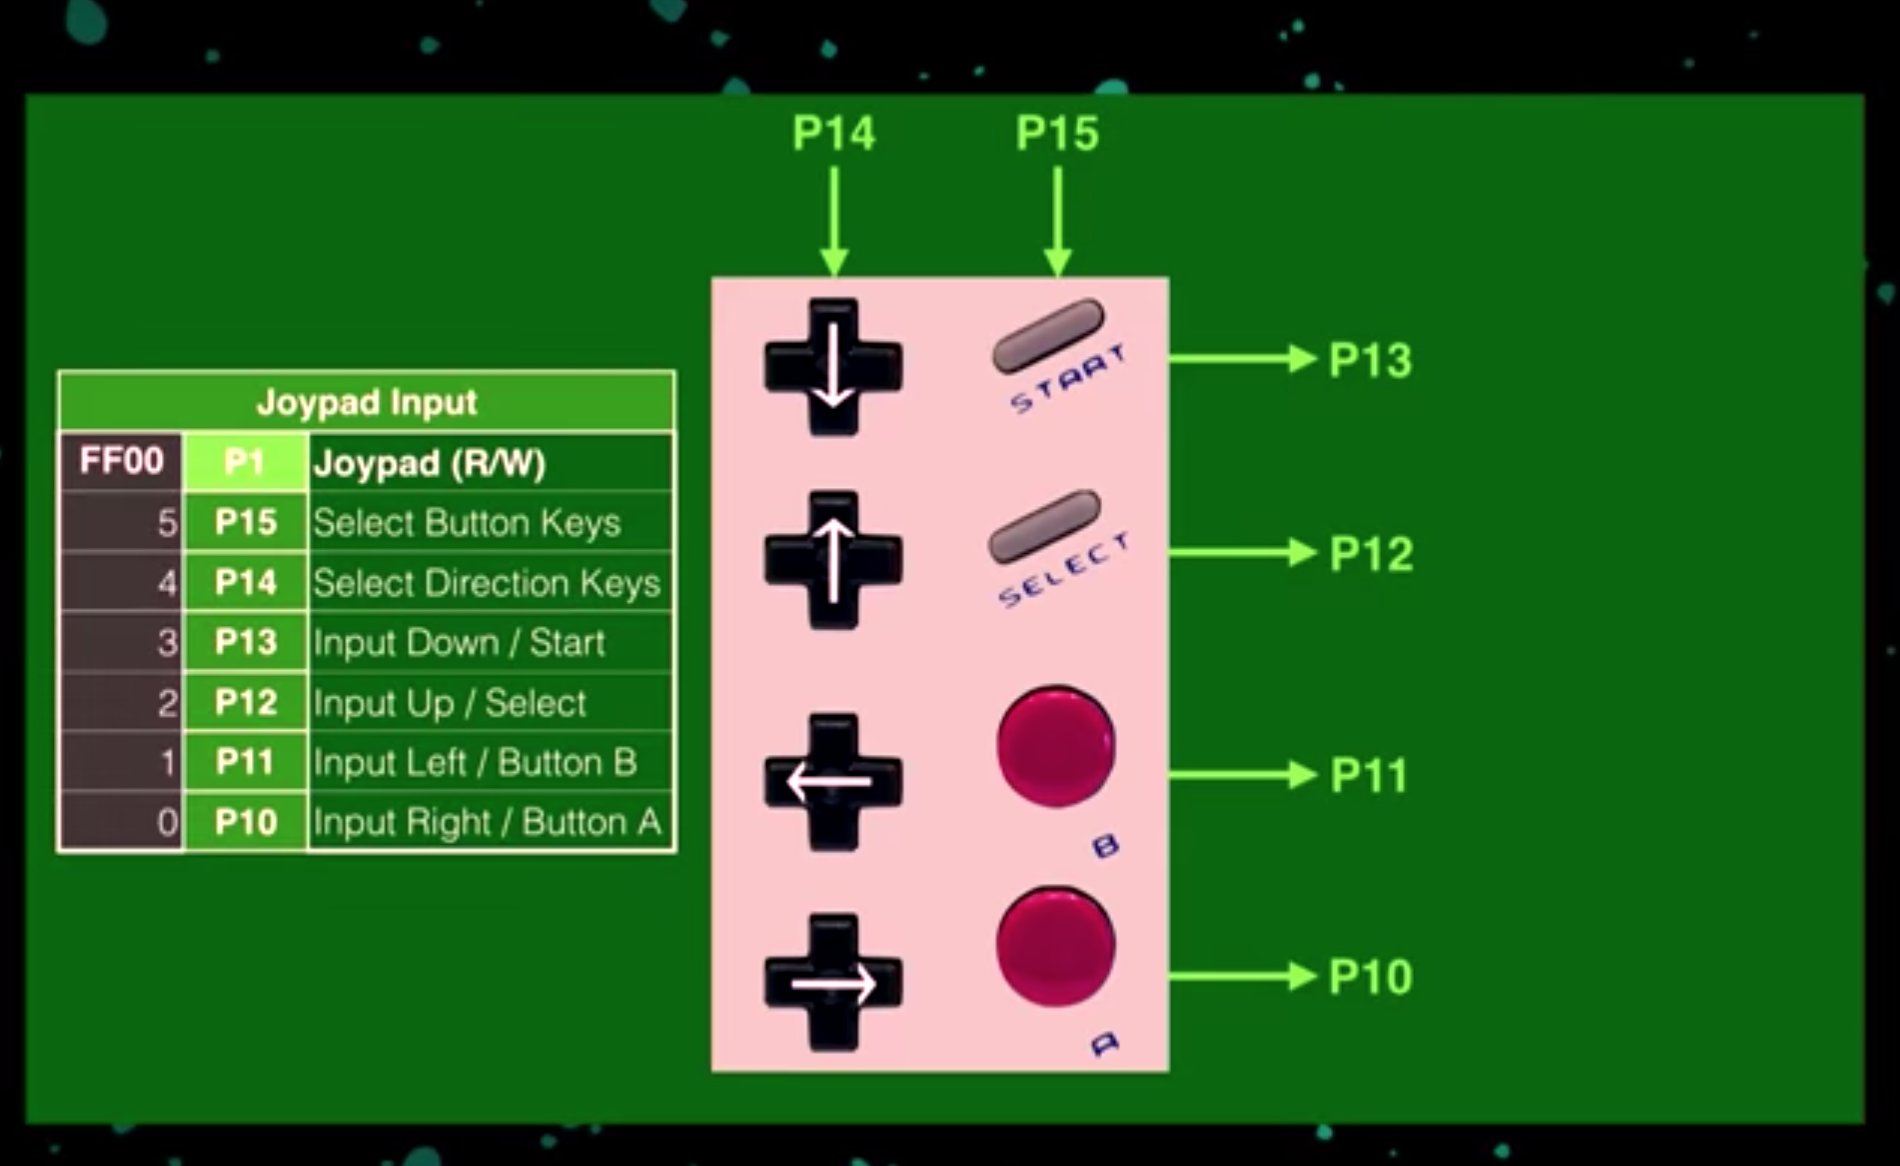 P14 P15
Joypad Input
FF00 P1 Joypad (R/W)
5 P15 Select Button Keys
4 P14 Select Direction Keys
3 P13 Input Down / Start
2 P12 Input Up / Select
1 P11 Input Left / Button B
0 P10 Input Right / Button A
START
SELECT
B
A
P13
P12
P11
P10